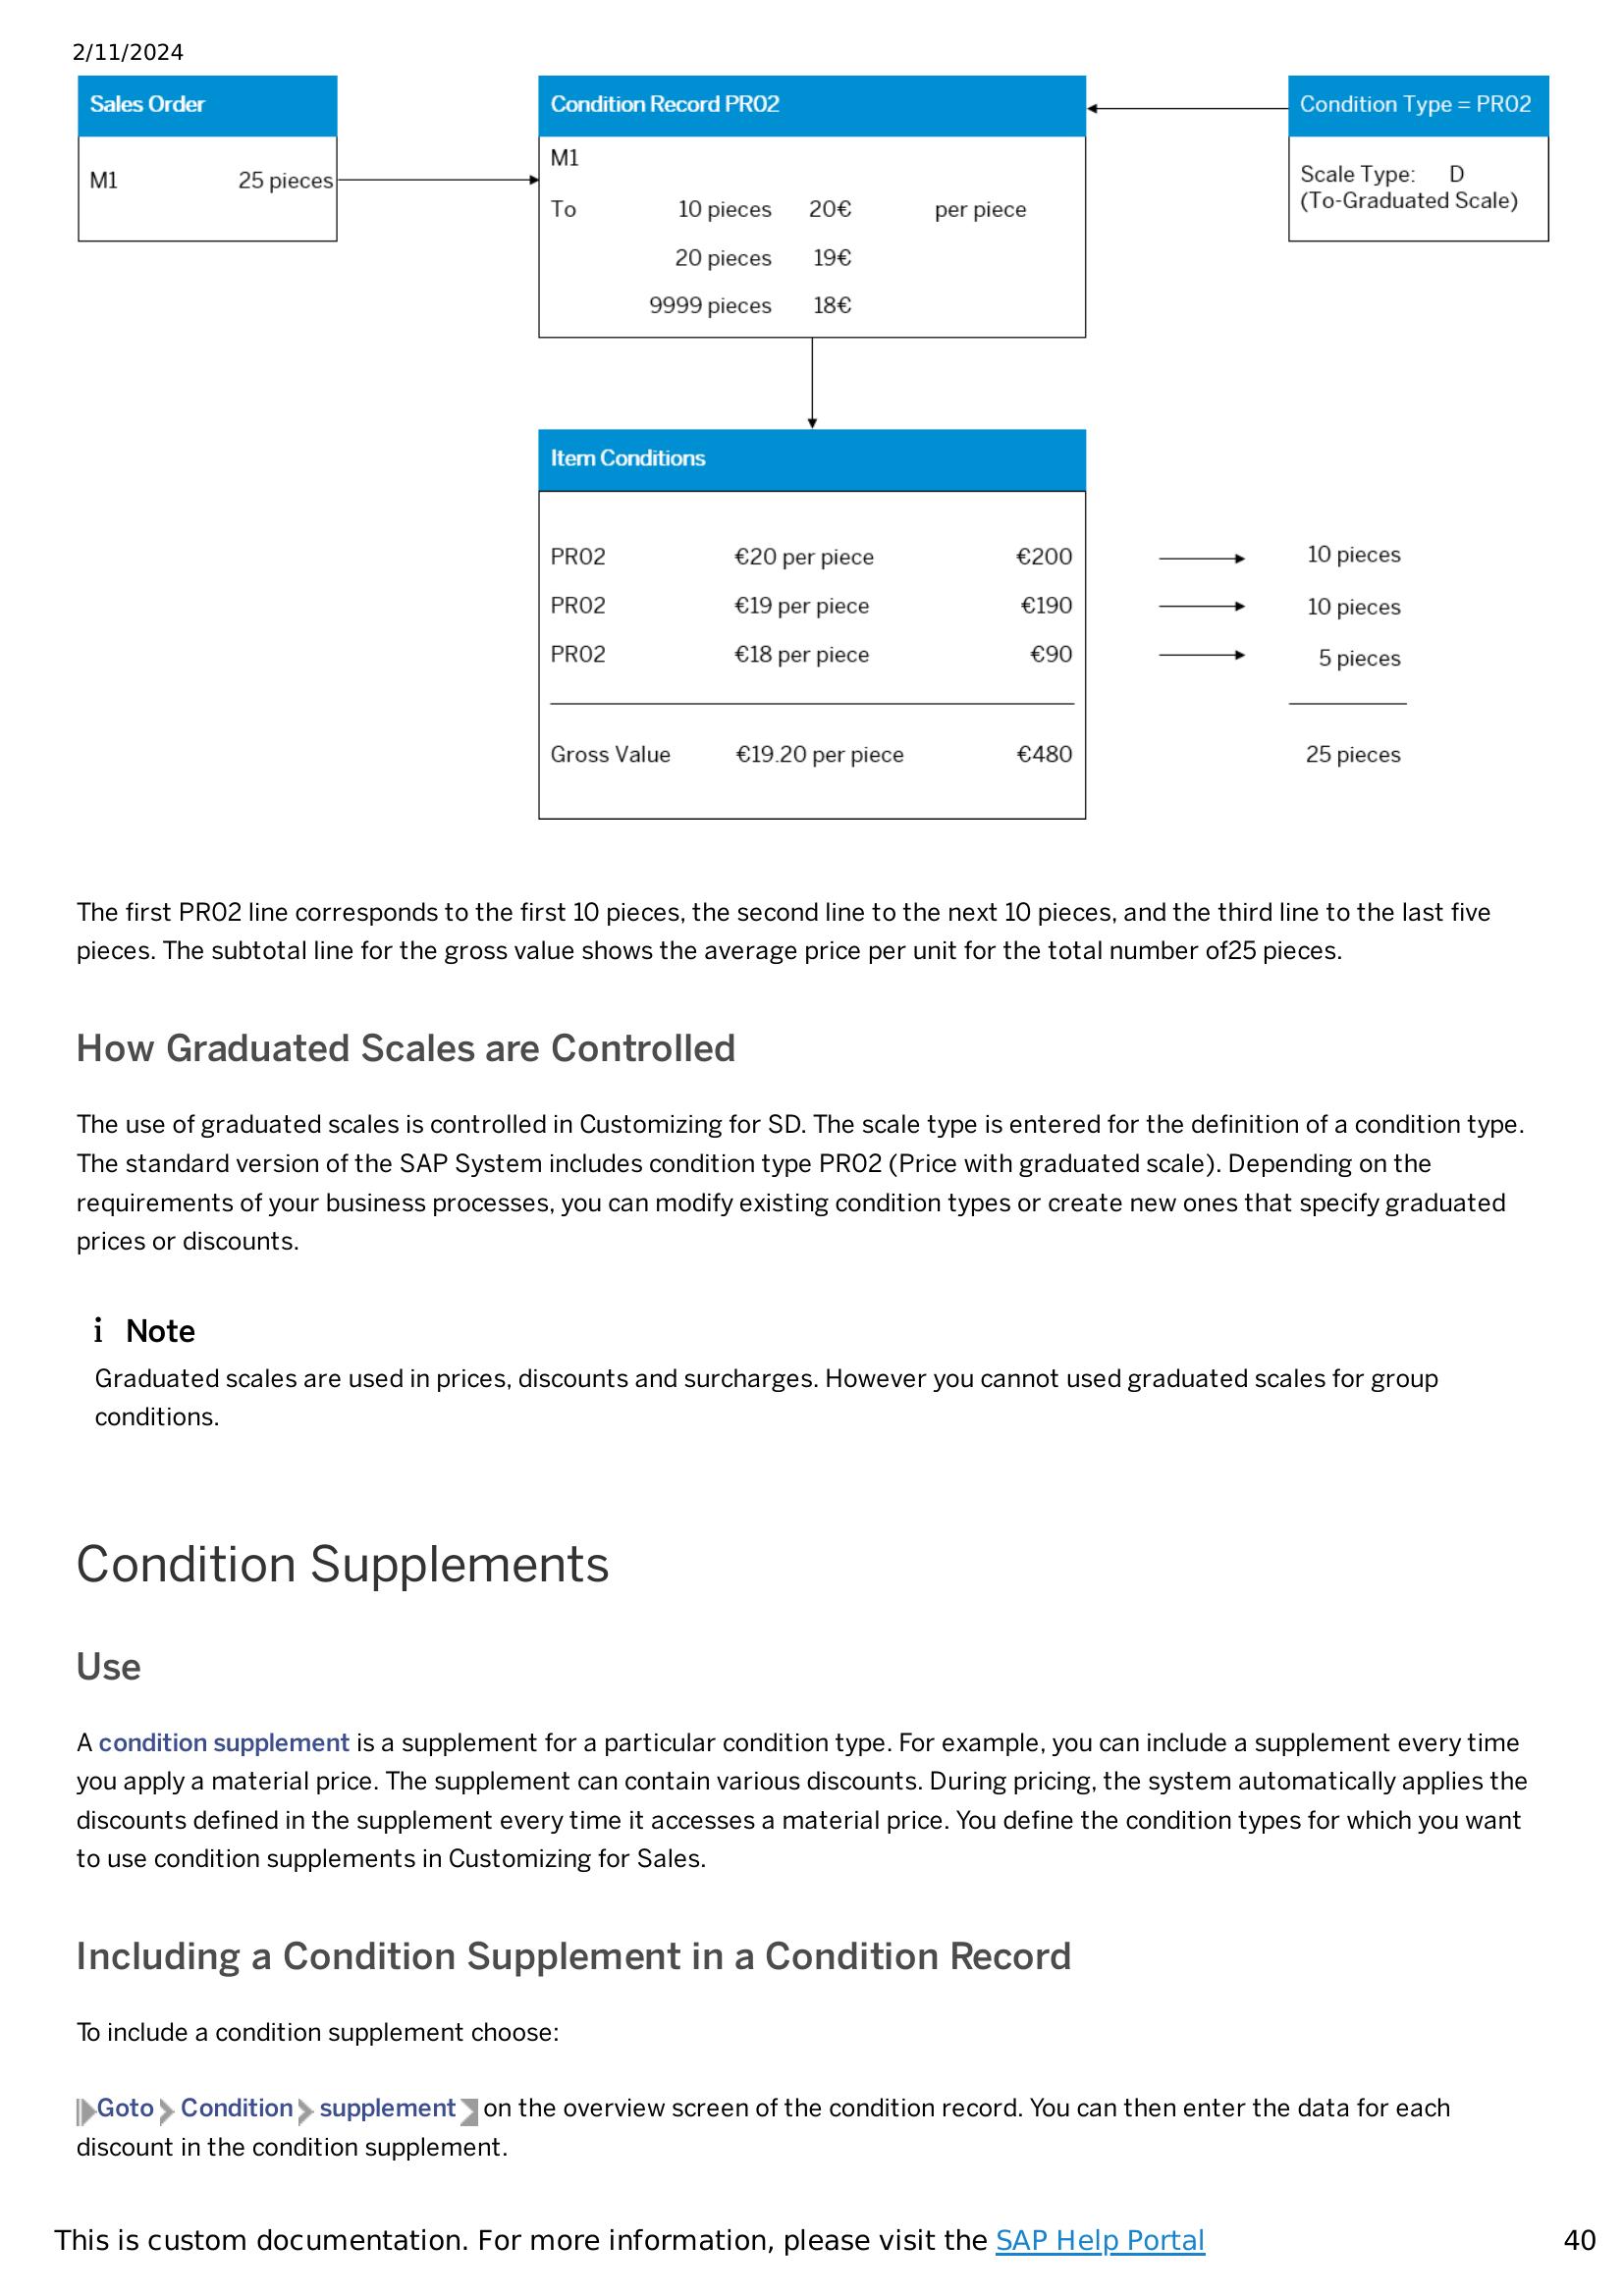 2/11/2024
Sales Order
Condition Record PR02
Condition Type = PR02
M1 25 pieces
M1
To 10 pieces 20€ per piece
20 pieces 19€
9999 pieces 18€
Scale Type: D
(To-Graduated Scale)
Item Conditions
PR02 €20 per piece €200 10 pieces
PR02 €19 per piece €190 10 pieces
PR02 €18 per piece €90 5 pieces
Gross Value €19.20 per piece €480 25 pieces
The first PR02 line corresponds to the first 10 pieces, the second line to the next 10 pieces, and the third line to the last five
pieces. The subtotal line for the gross value shows the average price per unit for the total number of25 pieces.
How Graduated Scales are Controlled
The use of graduated scales is controlled in Customizing for SD. The scale type is entered for the definition of a condition type.
The standard version of the SAP System includes condition type PR02 (Price with graduated scale). Depending on the
requirements of your business processes, you can modify existing condition types or create new ones that specify graduated
prices or discounts.
i Note
Graduated scales are used in prices, discounts and surcharges. However you cannot used graduated scales for group
conditions.
Condition Supplements
Use
A condition supplement is a supplement for a particular condition type. For example, you can include a supplement every time
you apply a material price. The supplement can contain various discounts. During pricing, the system automatically applies the
discounts defined in the supplement every time it accesses a material price. You define the condition types for which you want
to use condition supplements in Customizing for Sales.
Including a Condition Supplement in a Condition Record
To include a condition supplement choose:
Goto Condition supplement on the overview screen of the condition record. You can then enter the data for each
discount in the condition supplement.
This is custom documentation. For more information, please visit the SAP Help Portal 40